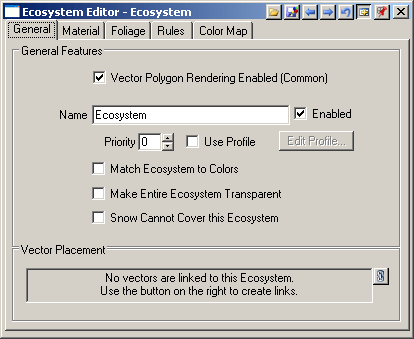 Ecosystem Editor - Ecosystem
General Material Foliage Rules Color Map
General Features
Vector Polygon Rendering Enabled (Common)
Name Ecosystem Enabled
Priority 0 Use Profile Edit Profile...
Match Ecosystem to Colors
Make Entire Ecosystem Transparent
Snow Cannot Cover this Ecosystem
Vector Placement
No vectors are linked to this Ecosystem.
Use the button on the right to create links.